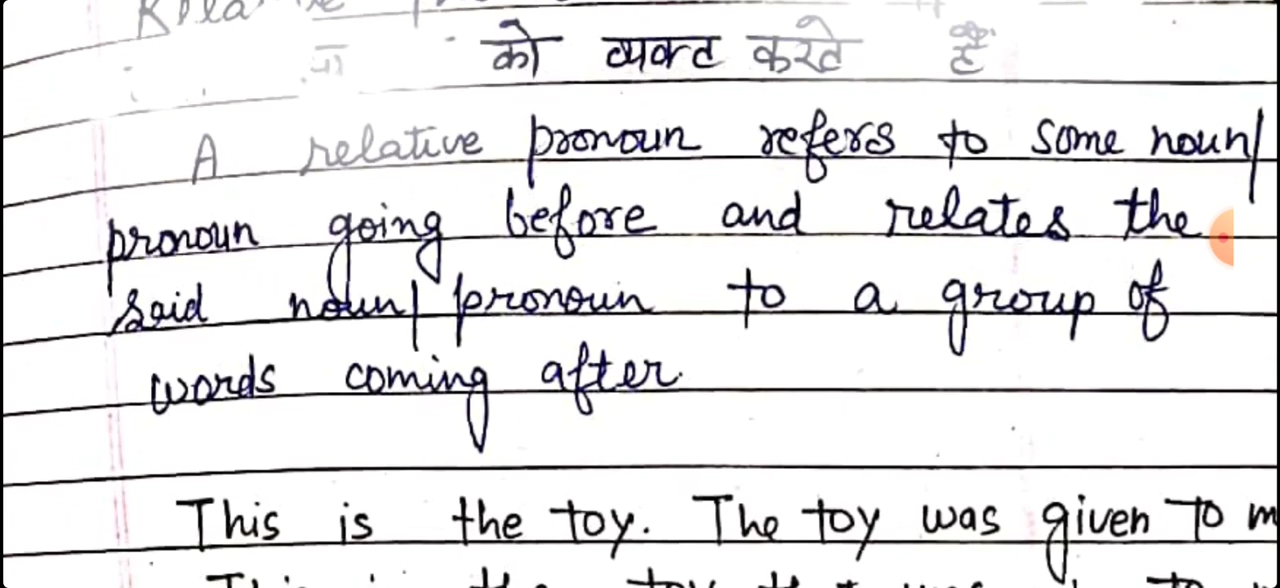 को व्यक्ट करते हैं
A relative pronoun refers to some noun/
pronoun going before and relates the
said noun/ pronoun to a group of
words coming after.
This is the toy. The toy was given to